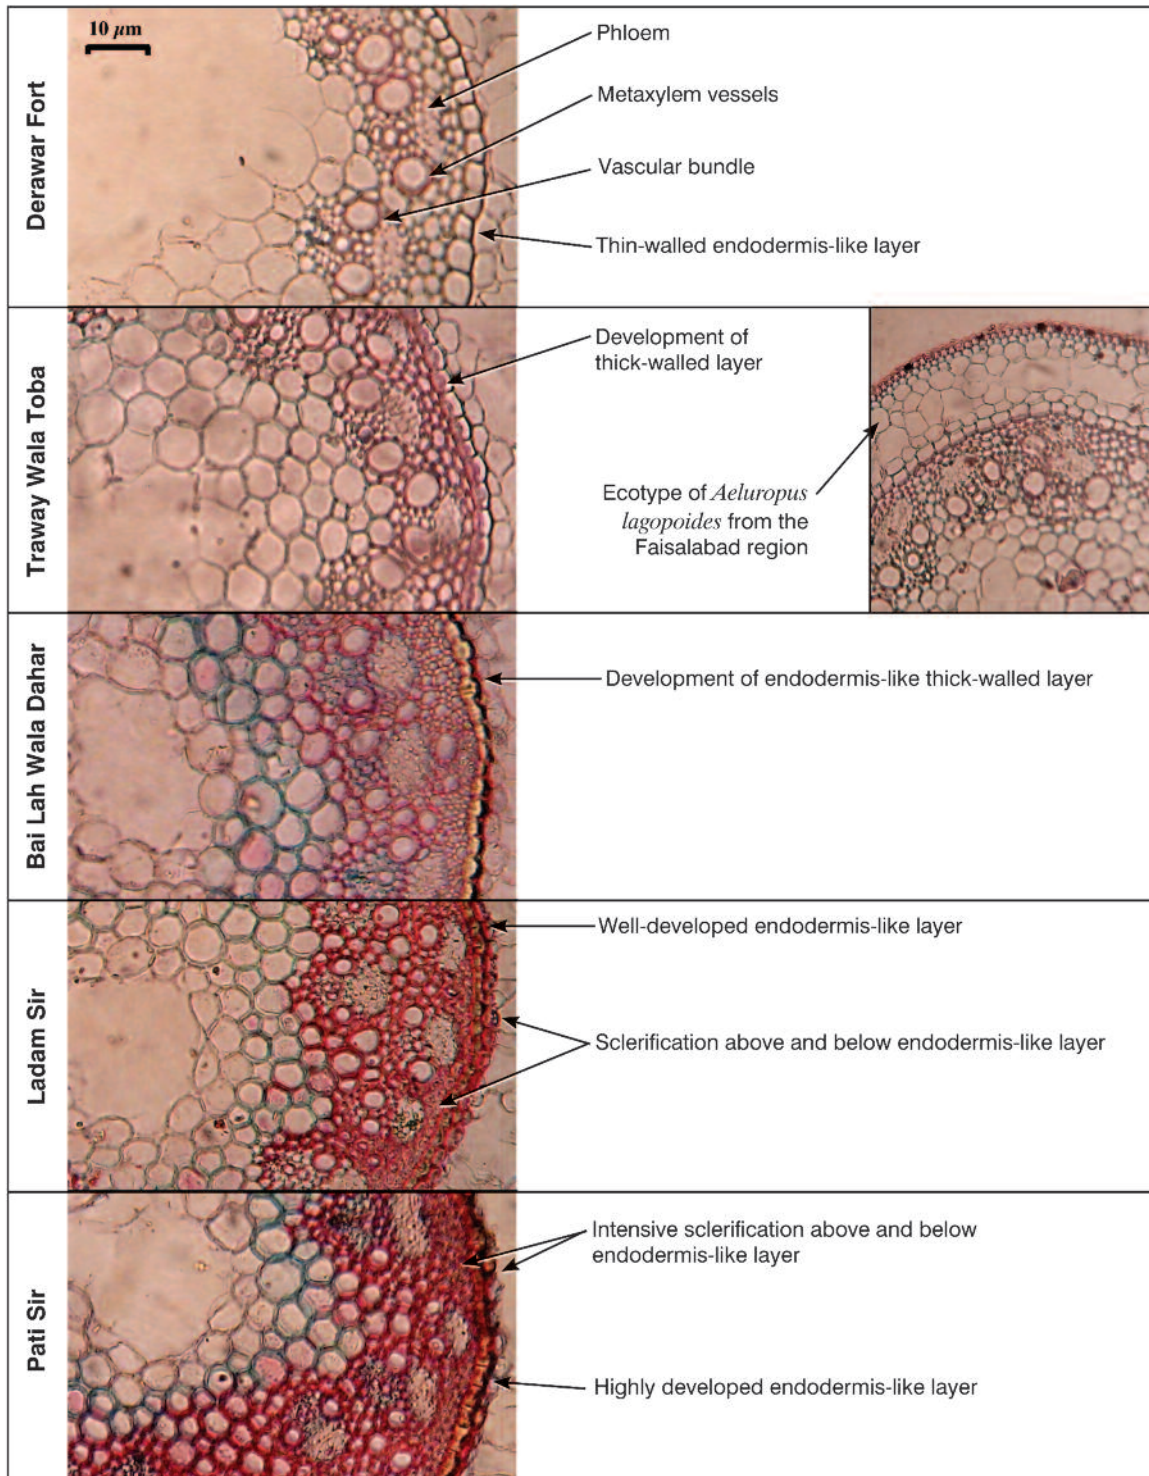 10 µm
Derawar Fort
Phloem
Metaxylem vessels
Vascular bundle
Thin-walled endodermis-like layer
Traway Wala Toba
Development of
thick-walled layer
Ecotype of Aeluropus
lagopoides from the
Faisalabad region
Bai Lah Wala Dahar
Development of endodermis-like thick-walled layer
Ladam Sir
Well-developed endodermis-like layer
Sclerification above and below endodermis-like layer
Pati Sir
Intensive sclerification above and below
endodermis-like layer
Highly developed endodermis-like layer